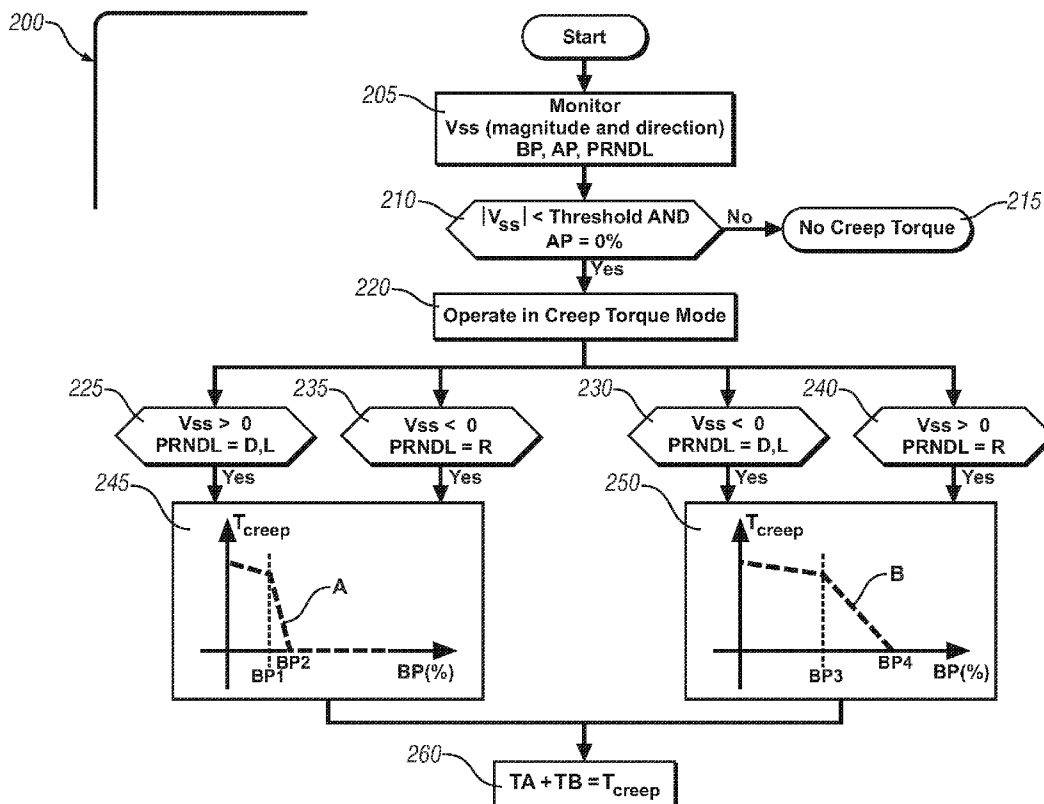 200
Start
205
Monitor
Vss (magnitude and direction)
BP, AP, PRNDL
210
|Vss| < Threshold AND
AP = 0%
No
215
No Creep Torque
Yes
220
Operate in Creep Torque Mode
225
Vss > 0
PRNDL = D,L
235
Vss < 0
PRNDL = R
230
Vss < 0
PRNDL = D,L
240
Vss > 0
PRNDL = R
Yes
Yes
Yes
Yes
245
Tcreep
A
BP1
BP2
BP(%)
250
Tcreep
B
BP3
BP4
BP(%)
260
TA + TB = Tcreep